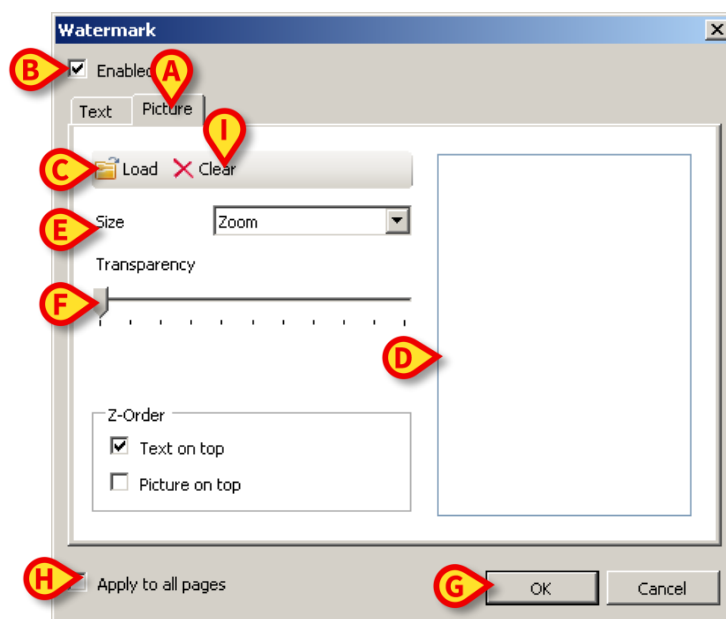 Watermark
B
Enabled
A
Text
Picture
I
C
Load
Clear
E
Size
Zoom
Transparency
F
D
Z-Order
Text on top
Picture on top
H
Apply to all pages
G
OK
Cancel